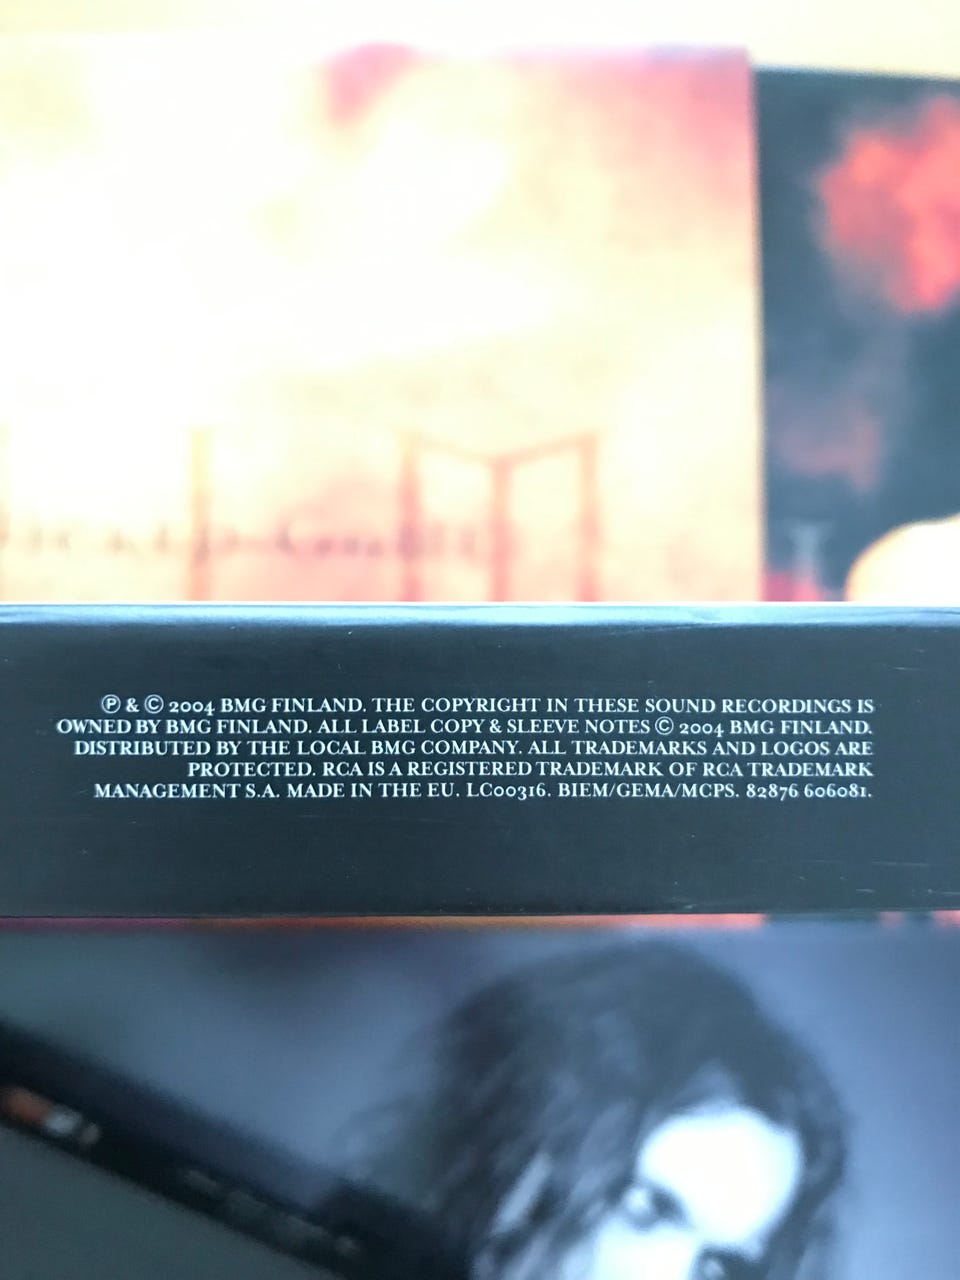 ℗ & © 2004 BMG FINLAND. THE COPYRIGHT IN THESE SOUND RECORDINGS IS
OWNED BY BMG FINLAND. ALL LABEL COPY & SLEEVE NOTES © 2004 BMG FINLAND.
DISTRIBUTED BY THE LOCAL BMG COMPANY. ALL TRADEMARKS AND LOGOS ARE
PROTECTED. RCA IS A REGISTERED TRADEMARK OF RCA TRADEMARK
MANAGEMENT S.A. MADE IN THE EU. LC00316. BIEM/GEMA/MCPS. 82876 606081.